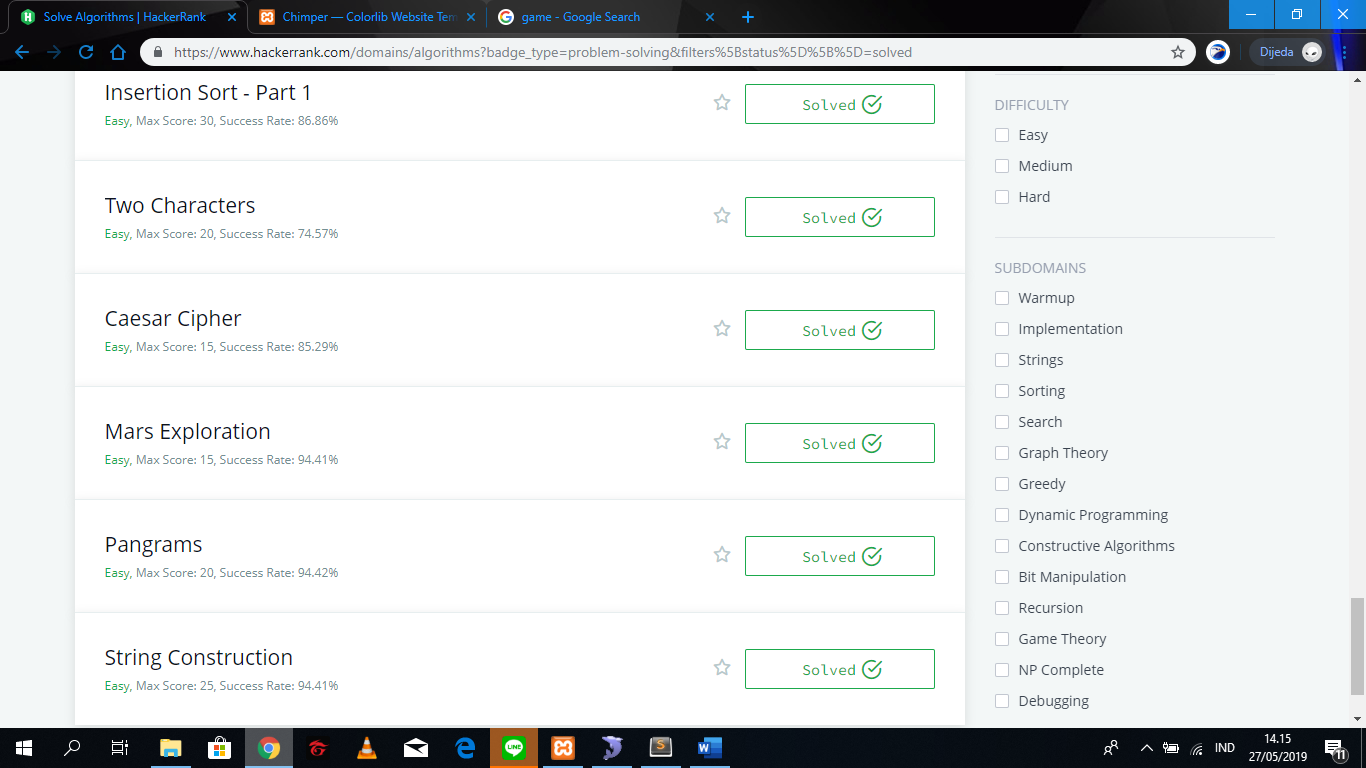 Solve Algorithms | HackerRank
Chimper — Colorlib Website Tem
game - Google Search
https://www.hackerrank.com/domains/algorithms?badge_type=problem-solving&filters%5Bstatus%5D%5B%5D=solved
Dijeda
Insertion Sort - Part 1
Solved
Easy, Max Score: 30, Success Rate: 86.86%
Two Characters
Solved
Easy, Max Score: 20, Success Rate: 74.57%
Caesar Cipher
Solved
Easy, Max Score: 15, Success Rate: 85.29%
Mars Exploration
Solved
Easy, Max Score: 15, Success Rate: 94.41%
Pangrams
Solved
Easy, Max Score: 20, Success Rate: 94.42%
String Construction
Solved
Easy, Max Score: 25, Success Rate: 94.41%
DIFFICULTY
Easy
Medium
Hard
SUBDOMAINS
Warmup
Implementation
Strings
Sorting
Search
Graph Theory
Greedy
Dynamic Programming
Constructive Algorithms
Bit Manipulation
Recursion
Game Theory
NP Complete
Debugging
LINE
IND
14.15
27/05/2019
11